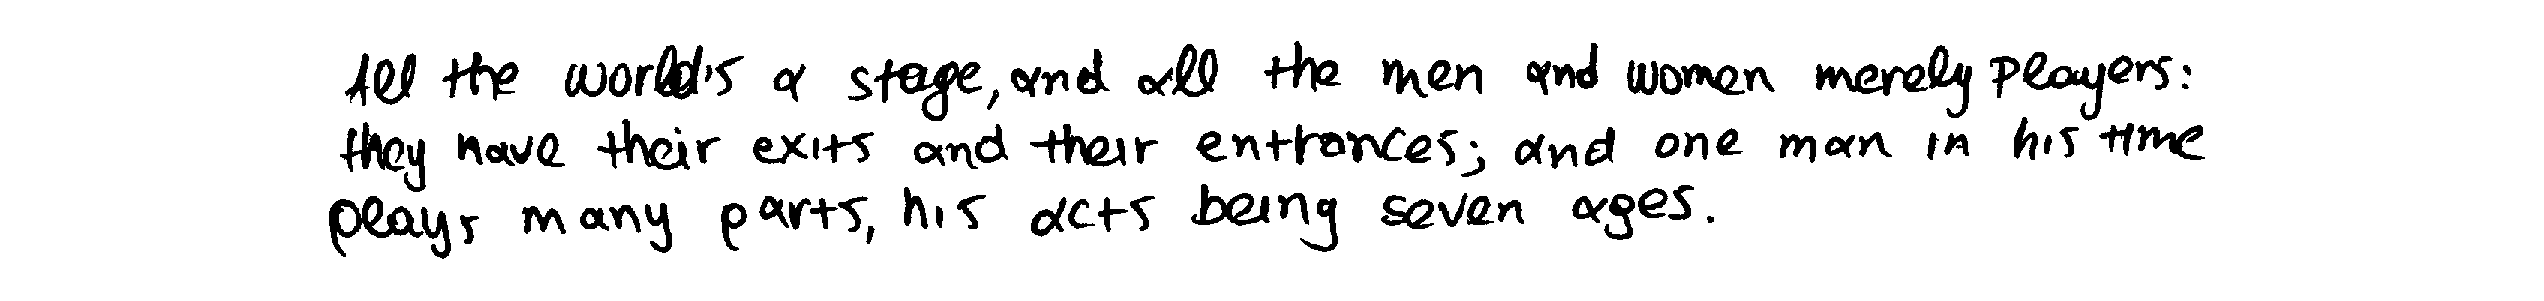 All the world's a stage, and all the men and women merely players:
they have their exits and their entrances; and one man in his time
plays many parts, his acts being seven ages.